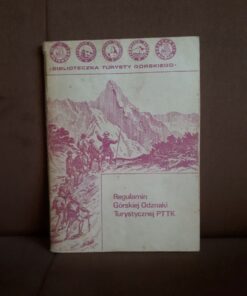 •BIBLIOTECZKA TURYSTY GÓRSKIEGO•
Regulamin
Górskiej Odznaki
Turystycznej PTTK